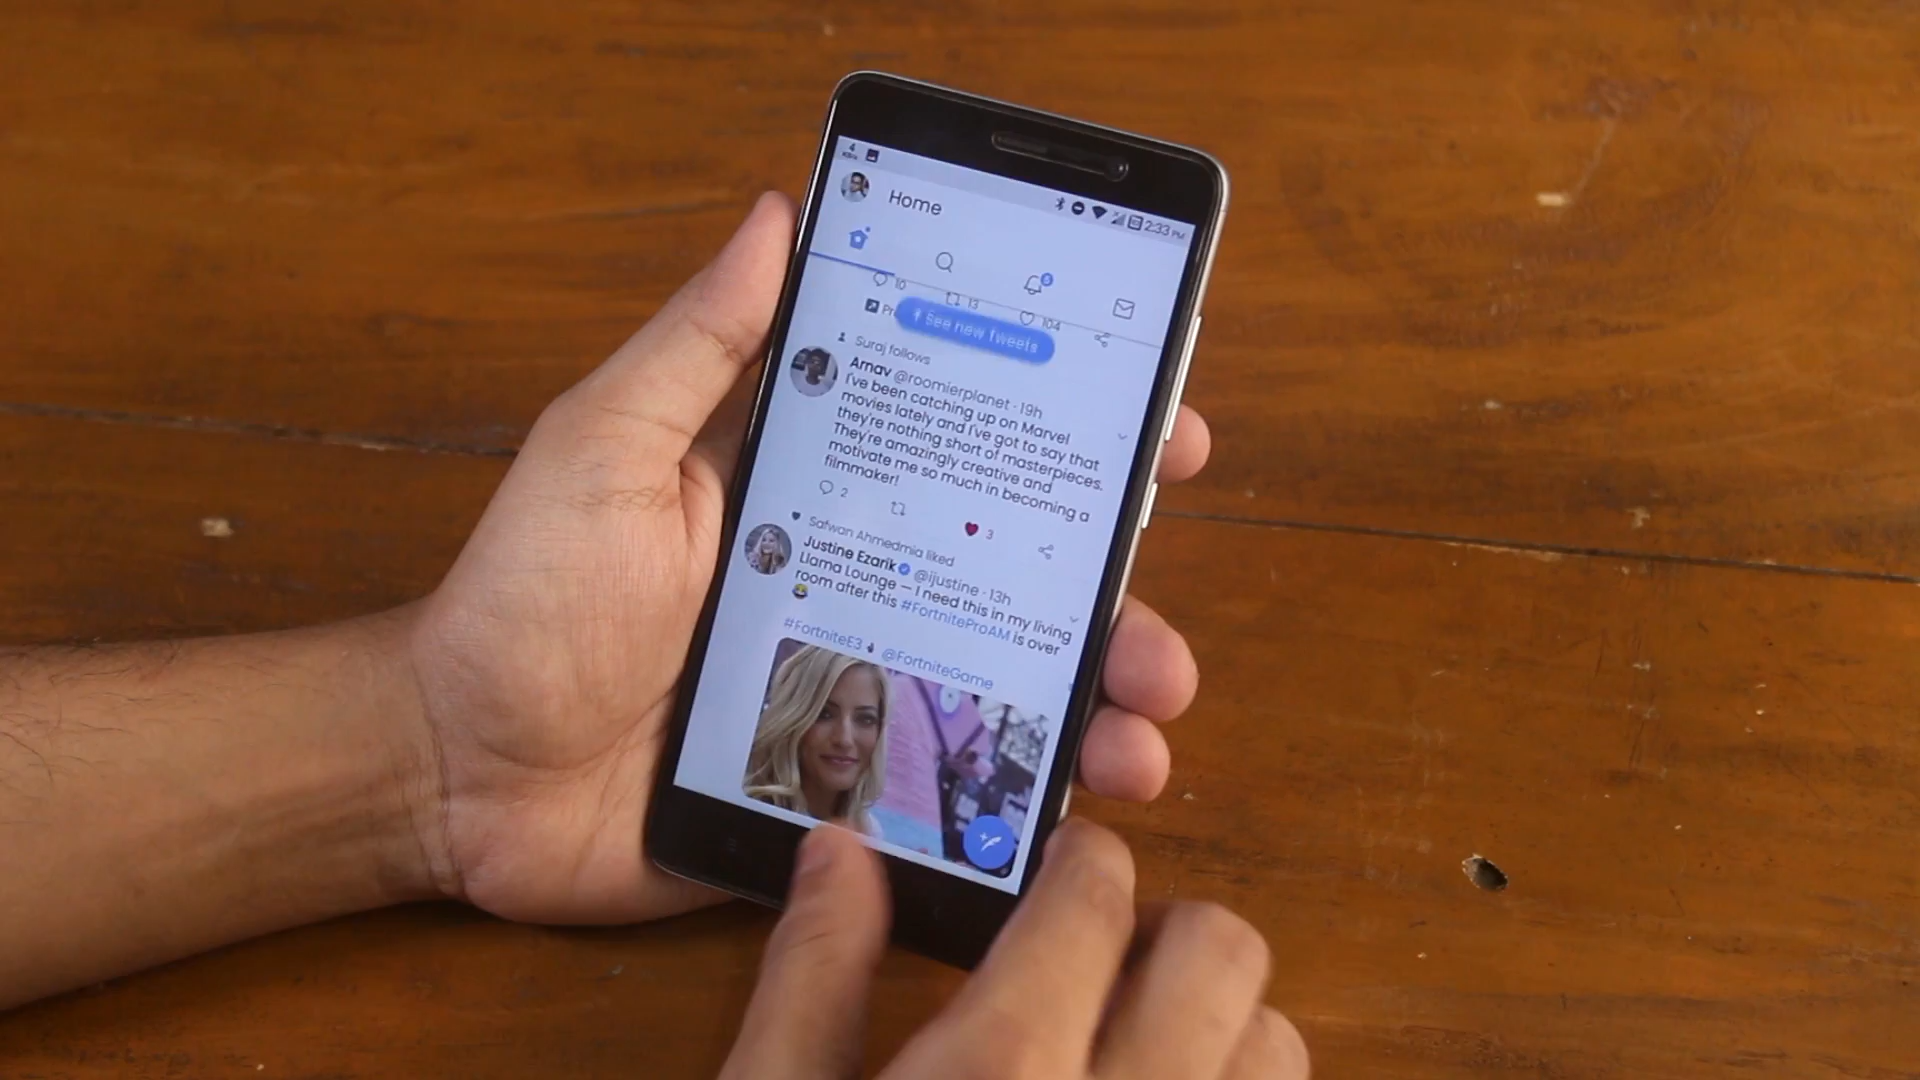 4
KB/s
2:33 PM
Home
6
10
13
104
See new Tweets
Suraj follows
Arnav @roomierplanet · 19h
I've been catching up on Marvel
movies lately and I've got to say that
they're nothing short of masterpieces.
They're amazingly creative and
motivate me so much in becoming a
filmmaker!
2
3
Safwan Ahmedmia liked
Justine Ezarik @ijustine · 13h
Llama Lounge — I need this in my living
room after this #FortniteProAM is over
😂
#FortniteE3 @FortniteGame